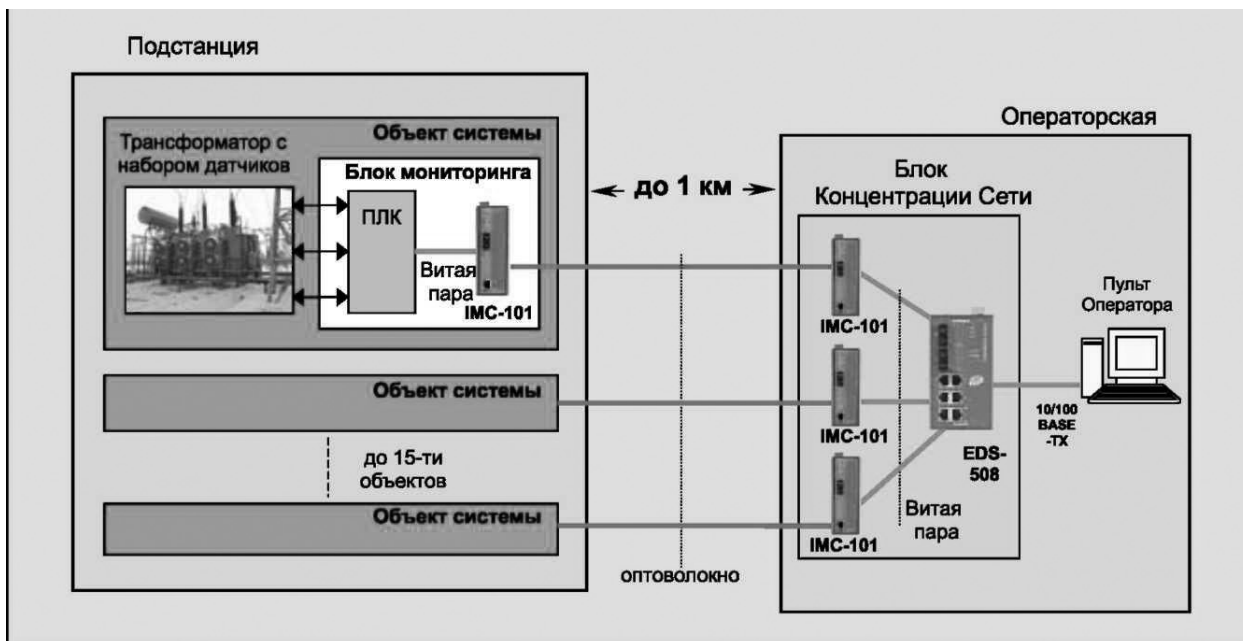 Подстанция
Объект системы
Трансформатор с
набором датчиков
Блок мониторинга
ПЛК
Витая
пара
IMC-101
Объект системы
до 15-ти
объектов
Объект системы
до 1 км
оптоволокно
Операторская
Блок
Концентрации Сети
IMC-101
IMC-101
IMC-101
EDS-
508
Витая
пара
10/100
BASE
-TX
Пульт
Оператора